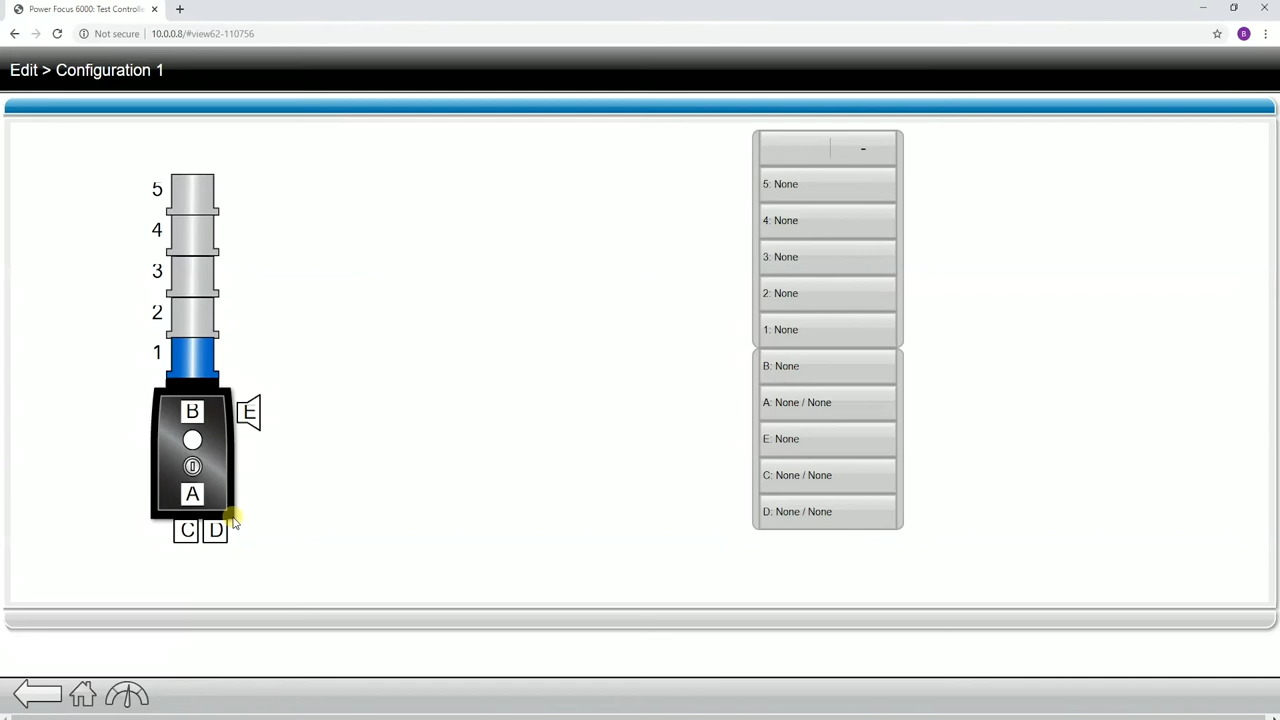 Power Focus 6000: Test Controlle
Not secure
10.0.0.8/#view62-110756
B
Edit > Configuration 1
5
4
3
2
1
B
E
A
C
D
-
5: None
4: None
3: None
2: None
1: None
B: None
A: None / None
E: None
C: None / None
D: None / None